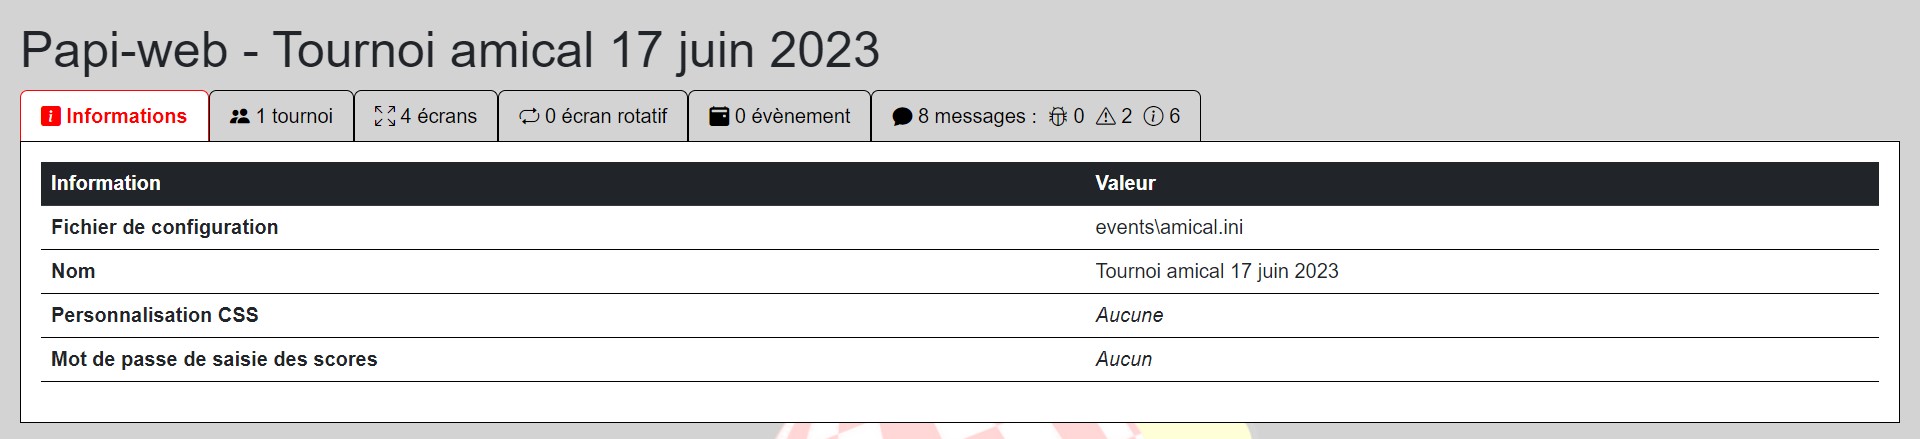 Papi-web - Tournoi amical 17 juin 2023
Informations 1 tournoi 4 écrans 0 écran rotatif 0 évènement 8 messages : 0 2 6
Information Valeur
Fichier de configuration events\amical.ini
Nom Tournoi amical 17 juin 2023
Personnalisation CSS Aucune
Mot de passe de saisie des scores Aucun